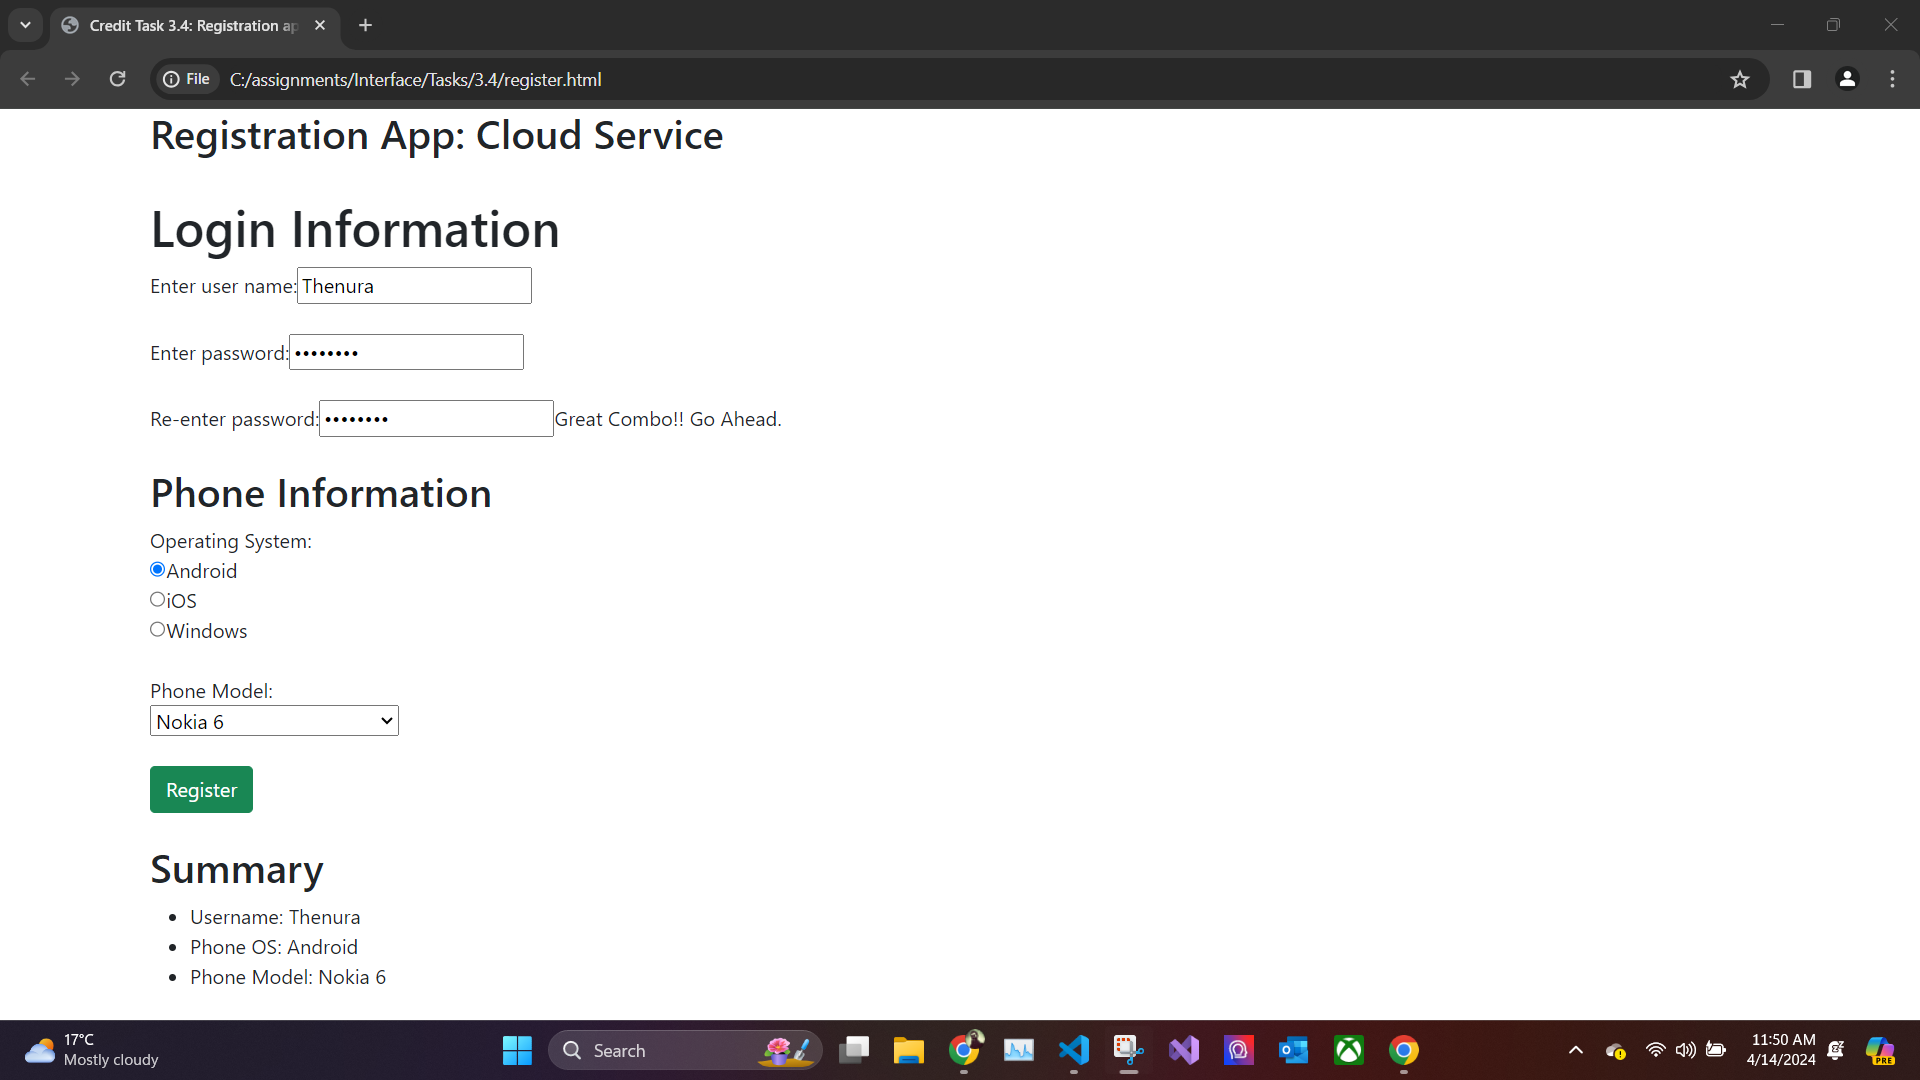 Credit Task 3.4: Registration ap
File
C:/assignments/Interface/Tasks/3.4/register.html
Registration App: Cloud Service
Login Information
Enter user name: Thenura
Enter password: ••••••••
Re-enter password: •••••••• Great Combo!! Go Ahead.
Phone Information
Operating System:
Android
iOS
Windows
Phone Model:
Nokia 6
Register
Summary
• Username: Thenura
• Phone OS: Android
• Phone Model: Nokia 6
17°C
Mostly cloudy
Search
11:50 AM
4/14/2024
PRE